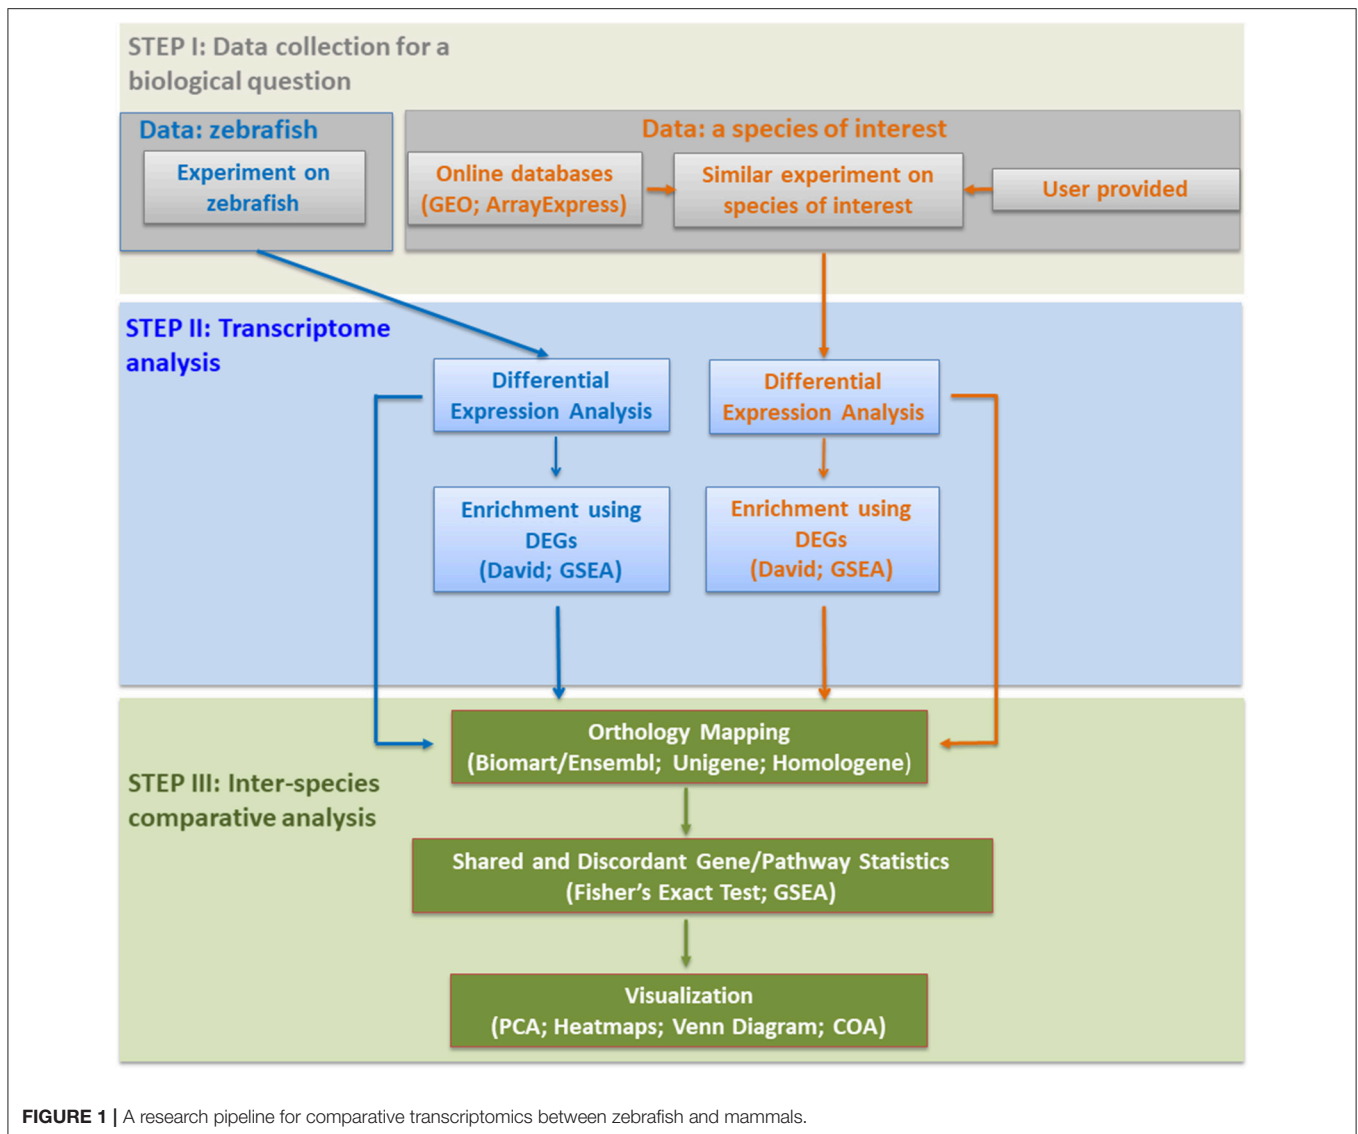 STEP I: Data collection for a
biological question
Data: zebrafish
Experiment on
zebrafish
Data: a species of interest
Online databases
(GEO; ArrayExpress)
Similar experiment on
species of interest
User provided
STEP II: Transcriptome
analysis
Differential
Expression Analysis
Differential
Expression Analysis
Enrichment using
DEGs
(David; GSEA)
Enrichment using
DEGs
(David; GSEA)
STEP III: Inter-species
comparative analysis
Orthology Mapping
(Biomart/Ensembl; Unigene; Homologene)
Shared and Discordant Gene/Pathway Statistics
(Fisher's Exact Test; GSEA)
Visualization
(PCA; Heatmaps; Venn Diagram; COA)
FIGURE 1 | A research pipeline for comparative transcriptomics between zebrafish and mammals.